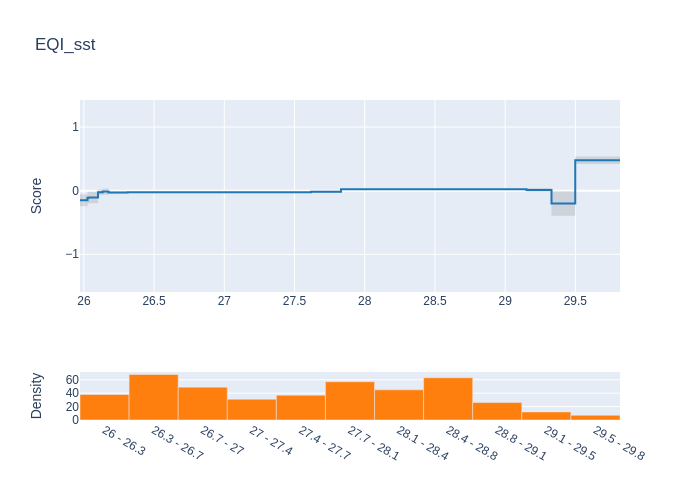 EQI_sst
Score
1
0
−1
26
26.5
27
27.5
28
28.5
29
29.5
Density
60
40
20
0
26 - 26.3
26.3 - 26.7
26.7 - 27
27 - 27.4
27.4 - 27.7
27.7 - 28.1
28.1 - 28.4
28.4 - 28.8
28.8 - 29.1
29.1 - 29.5
29.5 - 29.8